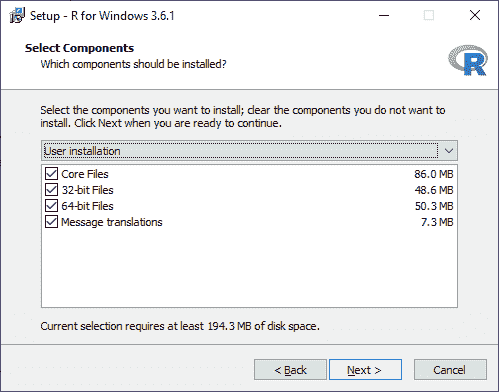 Setup - R for Windows 3.6.1
Select Components
Which components should be installed?
R
Select the components you want to install; clear the components you do not want to
install. Click Next when you are ready to continue.
User installation
Core Files 86.0 MB
32-bit Files 48.6 MB
64-bit Files 50.3 MB
Message translations 7.3 MB
Current selection requires at least 194.3 MB of disk space.
< Back Next > Cancel